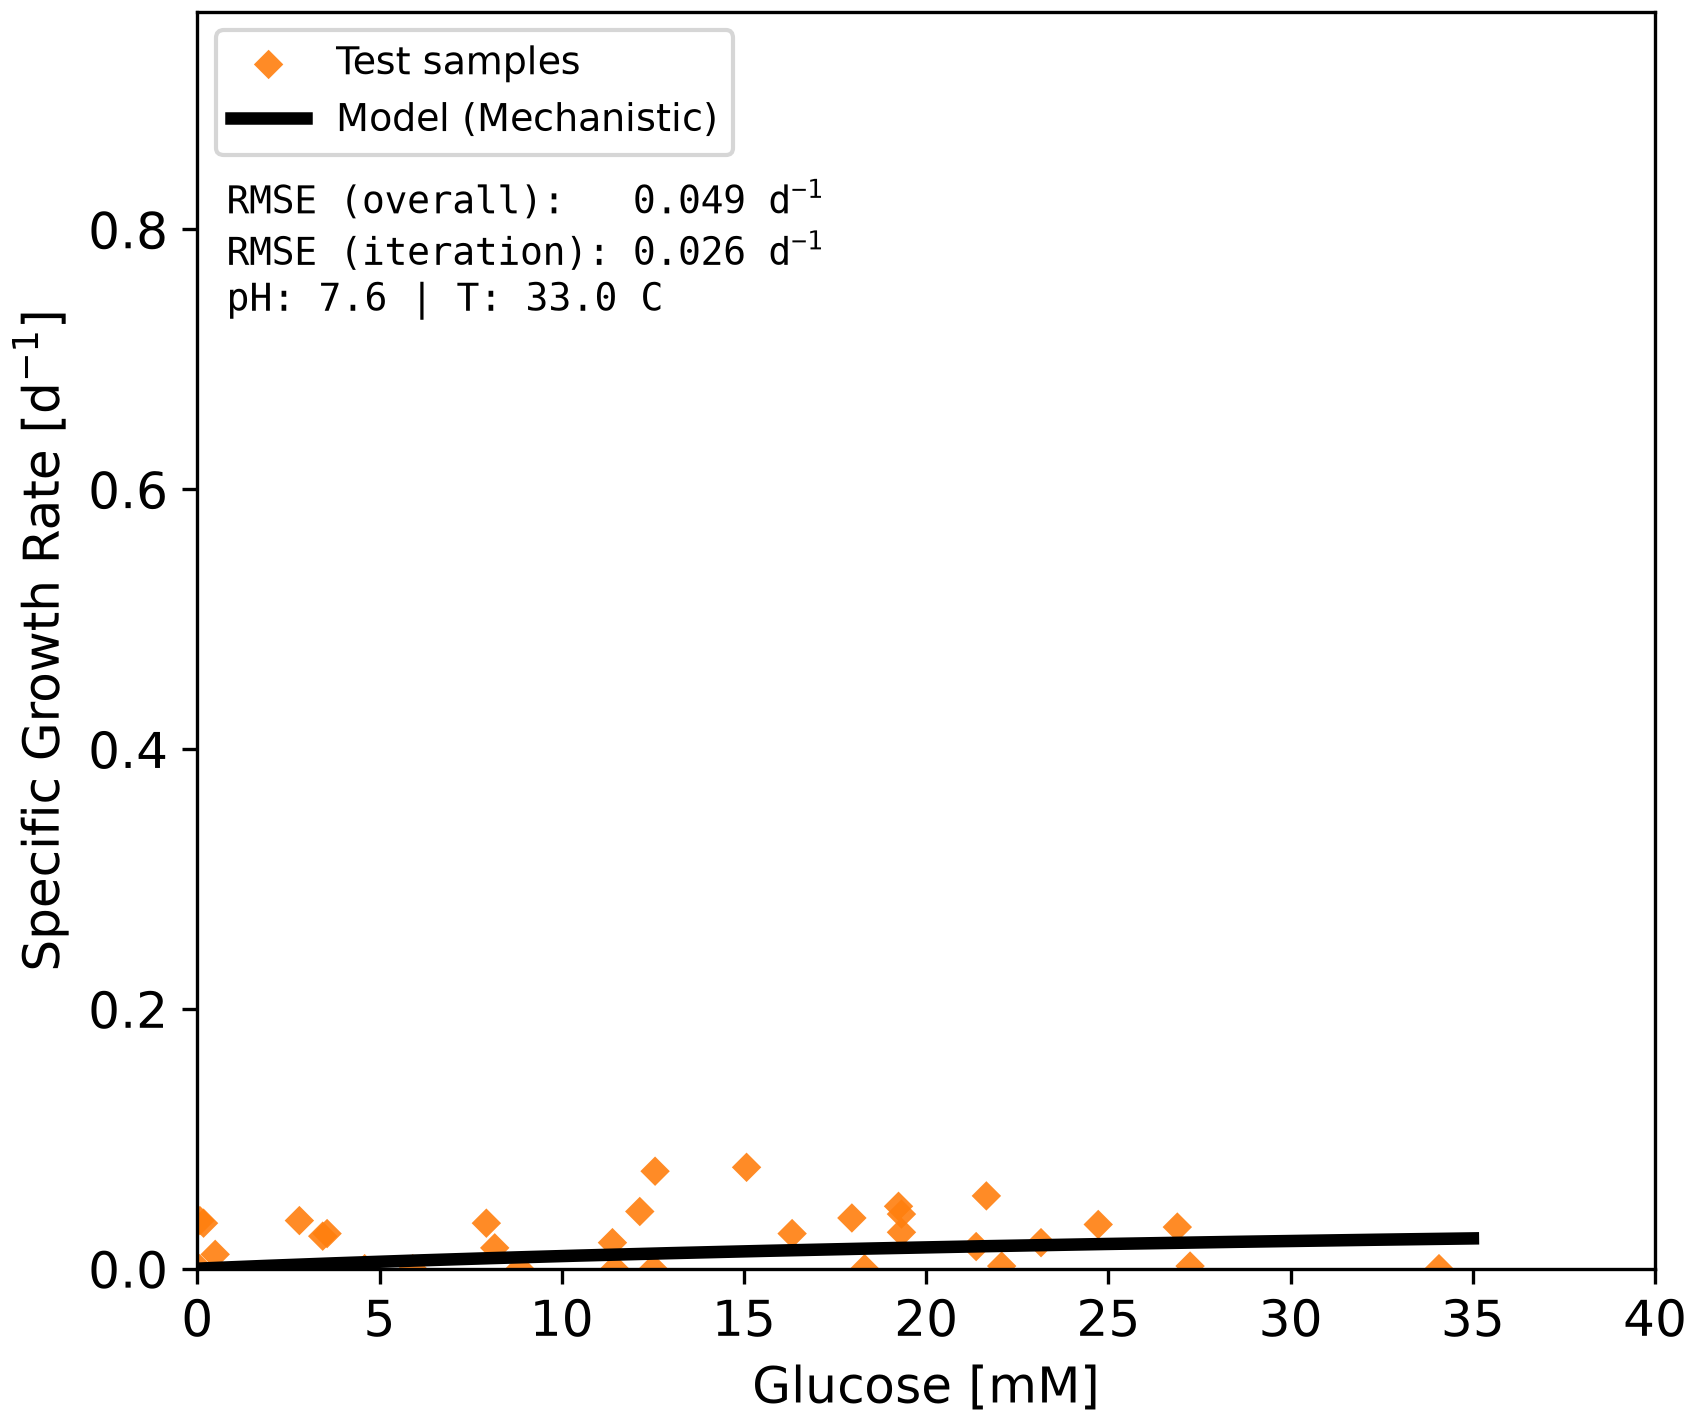 Test samples
Model (Mechanistic)
RMSE (overall): 0.049 d⁻¹
RMSE (iteration): 0.026 d⁻¹
pH: 7.6 | T: 33.0 C
Specific Growth Rate [d⁻¹]
0.8
0.6
0.4
0.2
0.0
0 5 10 15 20 25 30 35 40
Glucose [mM]